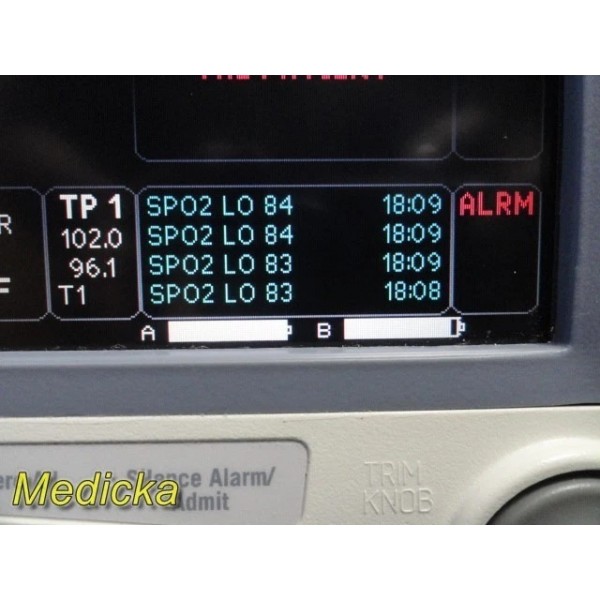 TP 1
102.0
96.1
T1
SPO2 LO 84 18:09
SPO2 LO 84 18:09
SPO2 LO 83 18:09
SPO2 LO 83 18:08
ALRM
R
F
A B
Silence Alarm/
Admit
TRIM
KNOB
Medicka